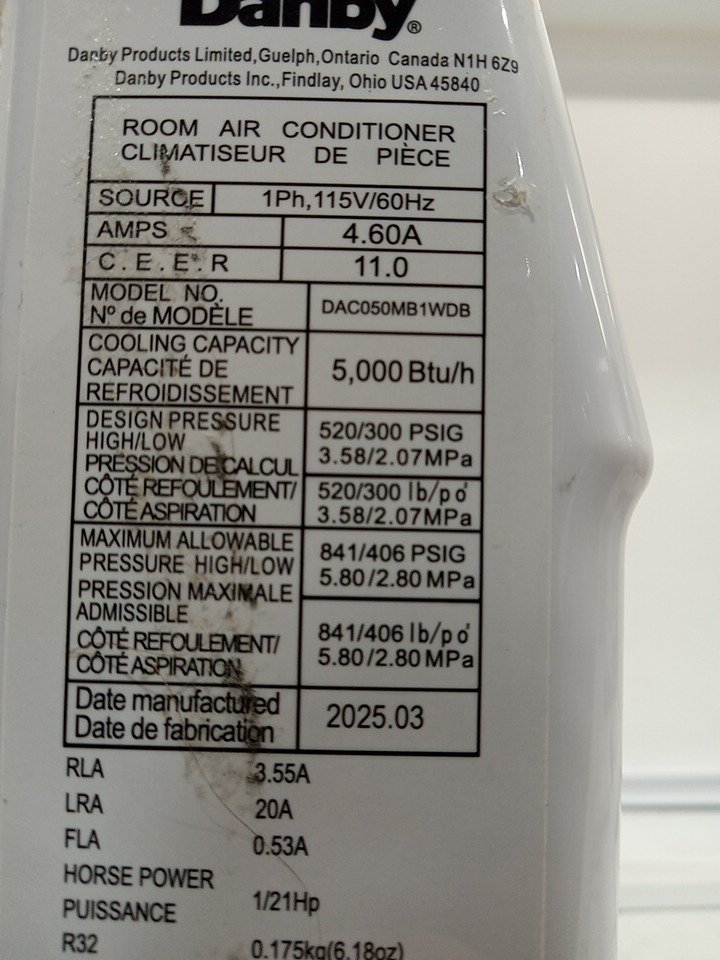 Danby®
Danby Products Limited,Guelph,Ontario Canada N1H 6Z9
Danby Products Inc.,Findlay, Ohio USA 45840
ROOM AIR CONDITIONER
CLIMATISEUR DE PIÈCE
SOURCE 1Ph,115V/60Hz
AMPS 4.60A
C.E.E.R 11.0
MODEL NO.
Nº de MODÈLE DAC050MB1WDB
COOLING CAPACITY
CAPACITÉ DE
REFROIDISSEMENT 5,000 Btu/h
DESIGN PRESSURE
HIGH/LOW 520/300 PSIG
PRESSION DE CALCUL 3.58/2.07MPa
CÔTÉ REFOULEMENT/ 520/300 lb/po²
CÔTÉ ASPIRATION 3.58/2.07MPa
MAXIMUM ALLOWABLE 841/406 PSIG
PRESSURE HIGH/LOW 5.80/2.80 MPa
PRESSION MAXIMALE
ADMISSIBLE
CÔTÉ REFOULEMENT/ 841/406 lb/po²
CÔTÉ ASPIRATION 5.80/2.80 MPa
Date manufactured
Date de fabrication 2025.03
RLA 3.55A
LRA 20A
FLA 0.53A
HORSE POWER
PUISSANCE 1/21Hp
R32 0.175kg(6.18oz)